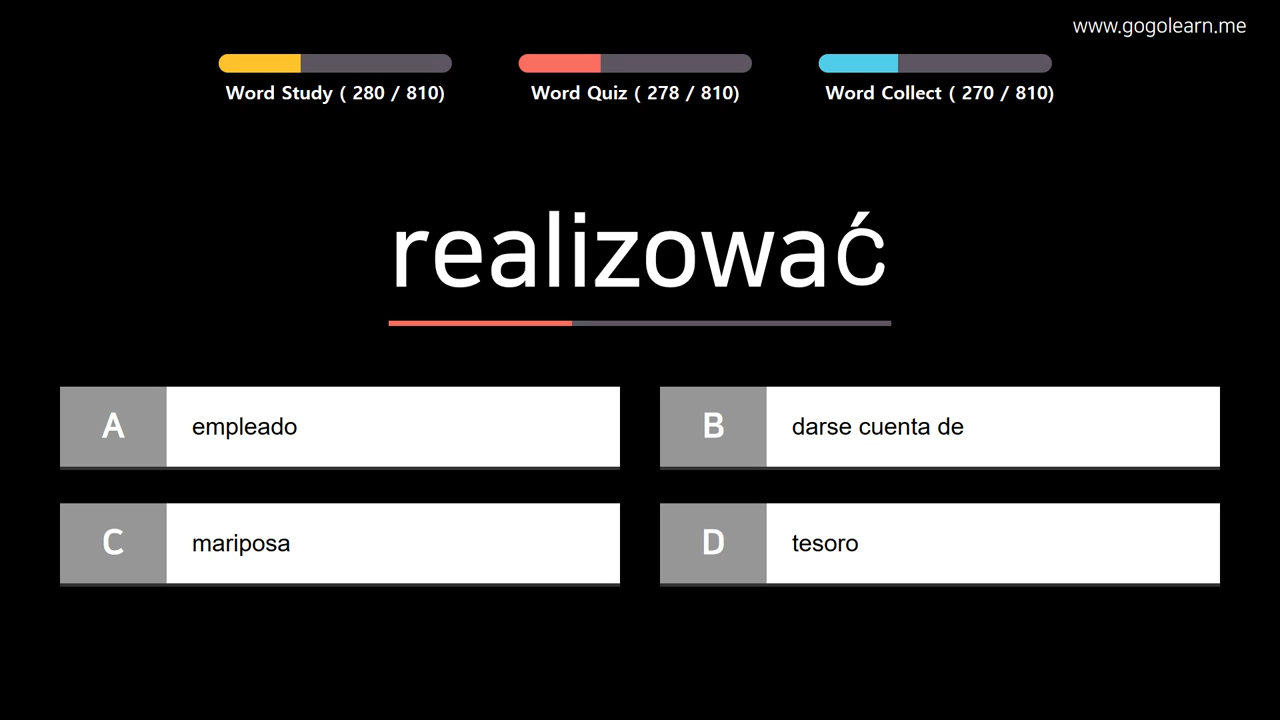 www.gogolearn.me
Word Study ( 280 / 810)
Word Quiz ( 278 / 810)
Word Collect ( 270 / 810)
realizować
A
empleado
B
darse cuenta de
C
mariposa
D
tesoro